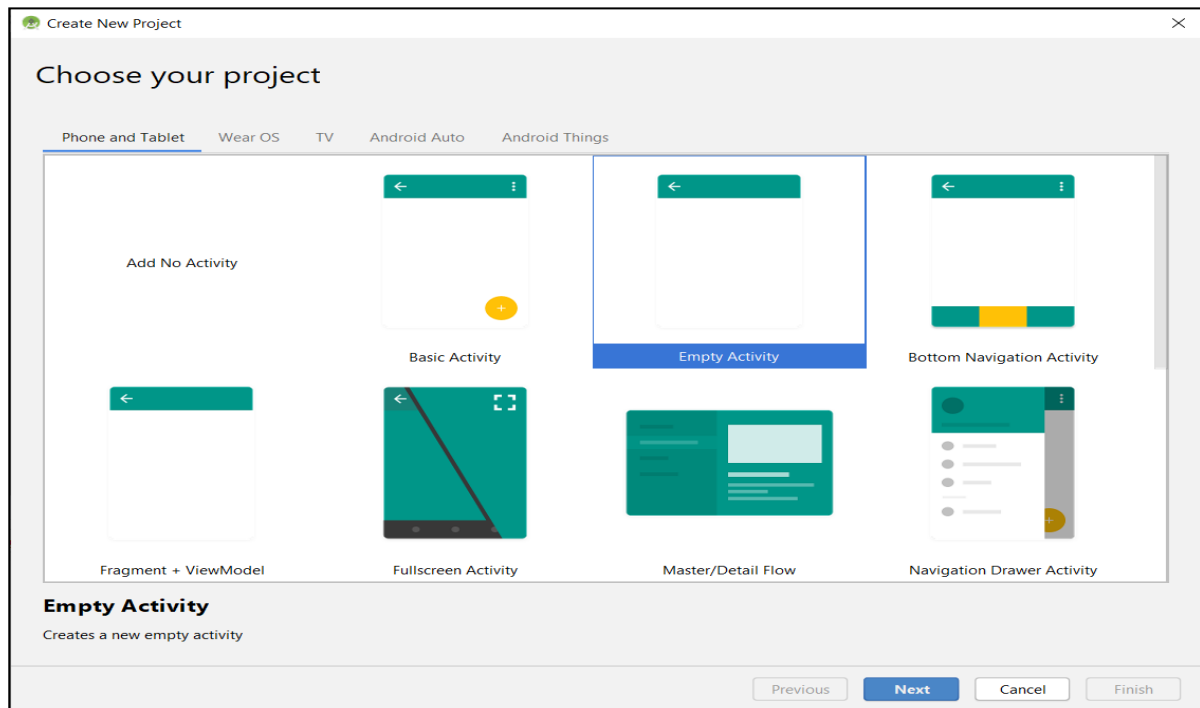 Create New Project
Choose your project
Phone and Tablet Wear OS TV Android Auto Android Things
Add No Activity
Basic Activity
Empty Activity
Bottom Navigation Activity
Fragment + ViewModel
Fullscreen Activity
Master/Detail Flow
Navigation Drawer Activity
Empty Activity
Creates a new empty activity
Previous Next Cancel Finish